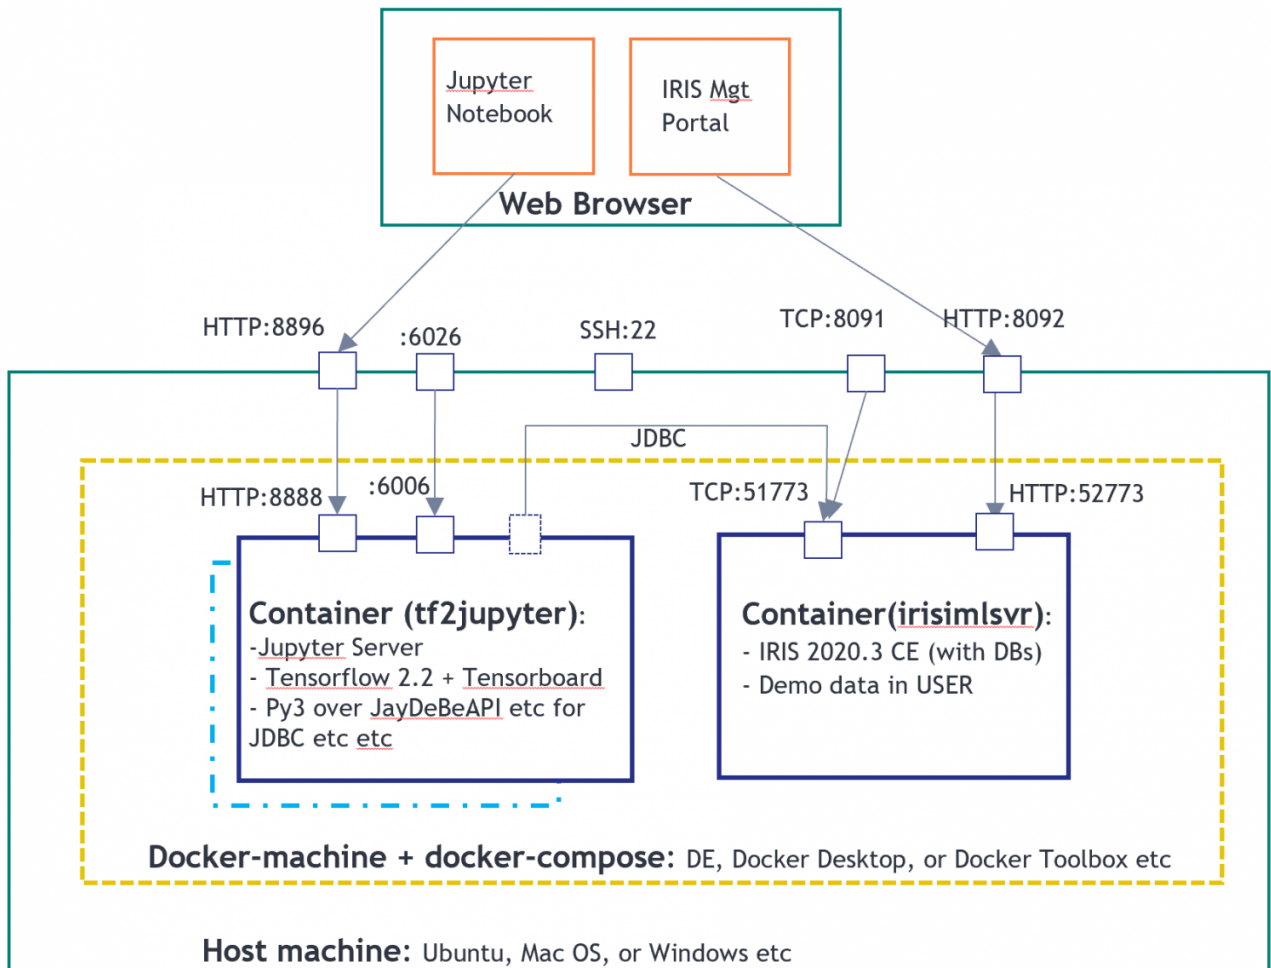 Jupyter
Notebook
IRIS Mgt
Portal
Web Browser
HTTP:8896
:6026
SSH:22
TCP:8091
HTTP:8092
JDBC
HTTP:8888
:6006
TCP:51773
HTTP:52773
Container (tf2jupyter):
-Jupyter Server
- Tensorflow 2.2 + Tensorboard
- Py3 over JayDeBeAPI etc for
JDBC etc etc
Container(irisimlsvr):
- IRIS 2020.3 CE (with DBs)
- Demo data in USER
Docker-machine + docker-compose: DE, Docker Desktop, or Docker Toolbox etc
Host machine: Ubuntu, Mac OS, or Windows etc